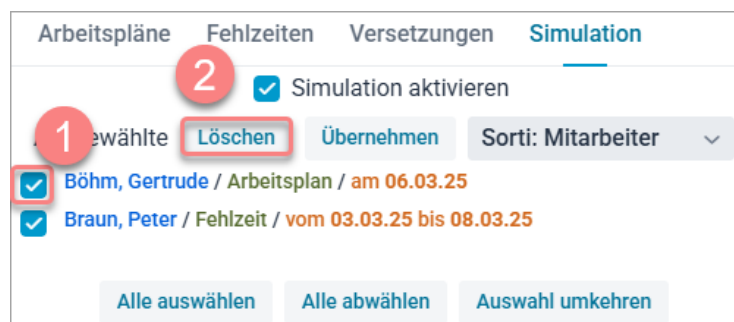 Arbeitspläne Fehlzeiten Versetzungen Simulation
2
Simulation aktivieren
1
ewählte Löschen Übernehmen Sorti: Mitarbeiter
Böhm, Gertrude / Arbeitsplan / am 06.03.25
Braun, Peter / Fehlzeit / vom 03.03.25 bis 08.03.25
Alle auswählen Alle abwählen Auswahl umkehren